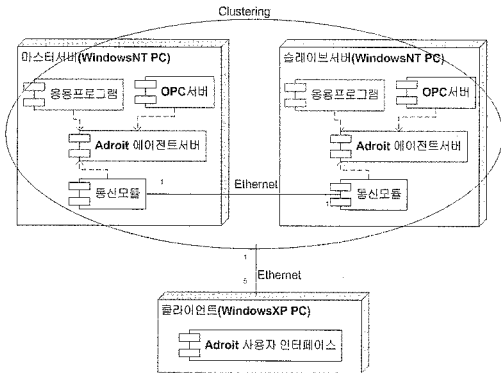 Clustering
마스터서버(WindowsNT PC)
응용프로그램
OPC서버
Adroit 에이전트서버
통신모듈
1
Ethernet
슬레이브서버(WindowsNT PC)
응용프로그램
OPC서버
Adroit 에이전트서버
통신모듈
1
1
Ethernet
5
클라이언트(WindowsXP PC)
Adroit 사용자 인터페이스